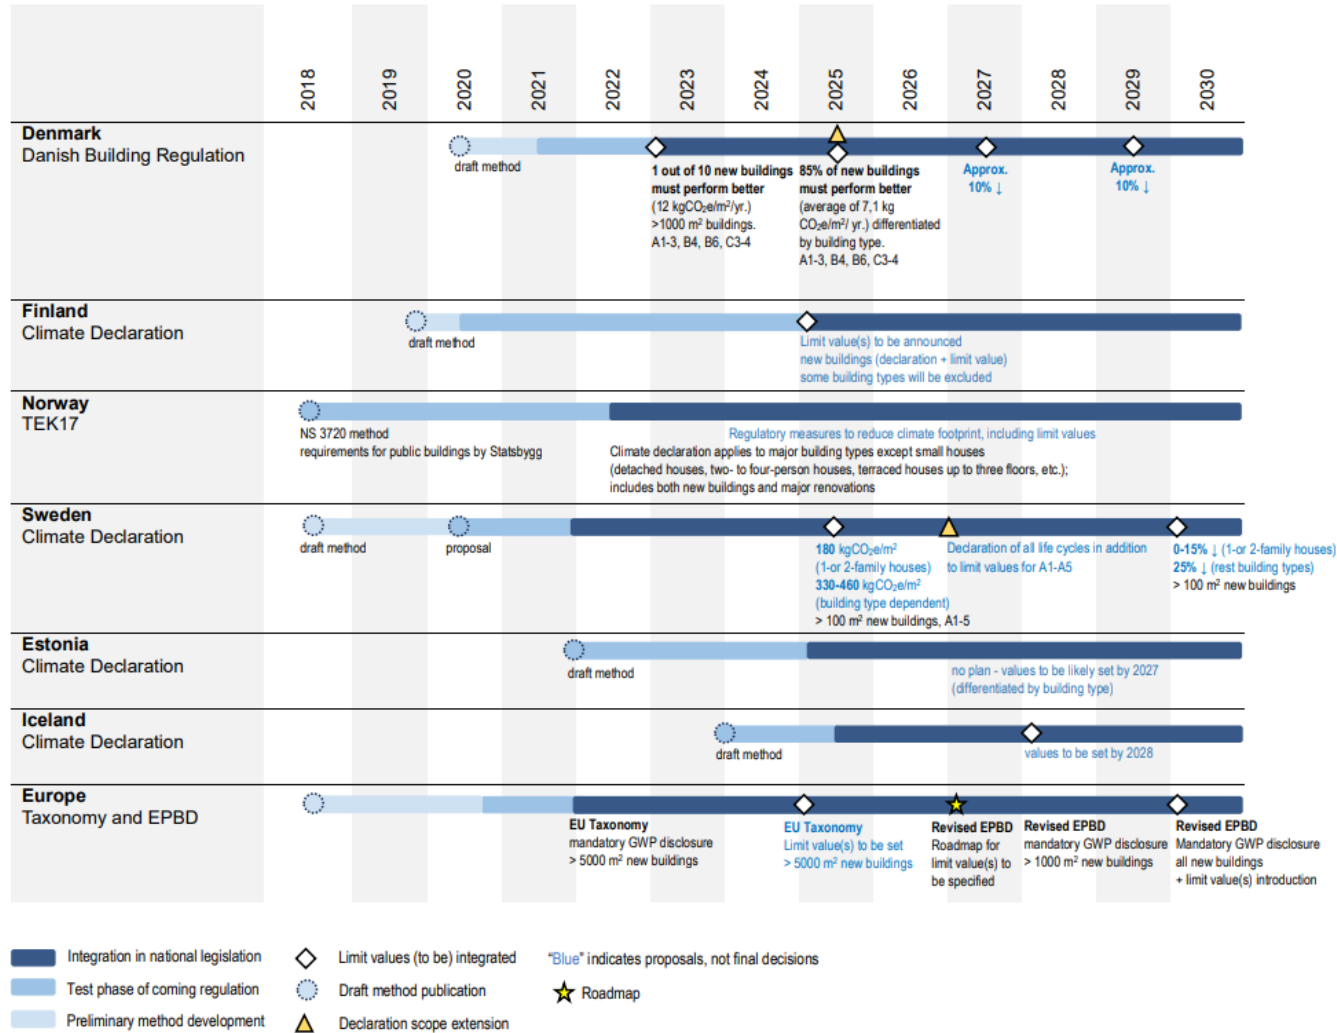 2018 2019 2020 2021 2022 2023 2024 2025 2026 2027 2028 2029 2030
Denmark
Danish Building Regulation
draft method
1 out of 10 new buildings
must perform better
(12 kgCO₂e/m²/yr.)
>1000 m² buildings.
A1-3, B4, B6, C3-4
85% of new buildings
must perform better
(average of 7,1 kg
CO₂e/m²/ yr.) differentiated
by building type.
A1-3, B4, B6, C3-4
Approx.
10% ↓
Approx.
10% ↓
Finland
Climate Declaration
draft method
Limit value(s) to be announced
new buildings (declaration + limit value)
some building types will be excluded
Norway
TEK17
NS 3720 method
requirements for public buildings by Statsbygg
Regulatory measures to reduce climate footprint, including limit values
Climate declaration applies to major building types except small houses
(detached houses, two- to four-person houses, terraced houses up to three floors, etc.);
includes both new buildings and major renovations
Sweden
Climate Declaration
draft method
proposal
180 kgCO₂e/m²
(1-or 2-family houses)
330-460 kgCO₂e/m²
(building type dependent)
> 100 m² new buildings, A1-5
Declaration of all life cycles in addition
to limit values for A1-A5
0-15% ↓ (1-or 2-family houses)
25% ↓ (rest building types)
> 100 m² new buildings
Estonia
Climate Declaration
draft method
no plan - values to be likely set by 2027
(differentiated by building type)
Iceland
Climate Declaration
draft method
values to be set by 2028
Europe
Taxonomy and EPBD
EU Taxonomy
mandatory GWP disclosure
> 5000 m² new buildings
EU Taxonomy
Limit value(s) to be set
> 5000 m² new buildings
Revised EPBD
Roadmap for
limit value(s) to
be specified
Revised EPBD
mandatory GWP disclosure
> 1000 m² new buildings
Revised EPBD
Mandatory GWP disclosure
all new buildings
+ limit value(s) introduction
Integration in national legislation
Test phase of coming regulation
Preliminary method development
Limit values (to be) integrated
Draft method publication
Declaration scope extension
"Blue" indicates proposals, not final decisions
Roadmap